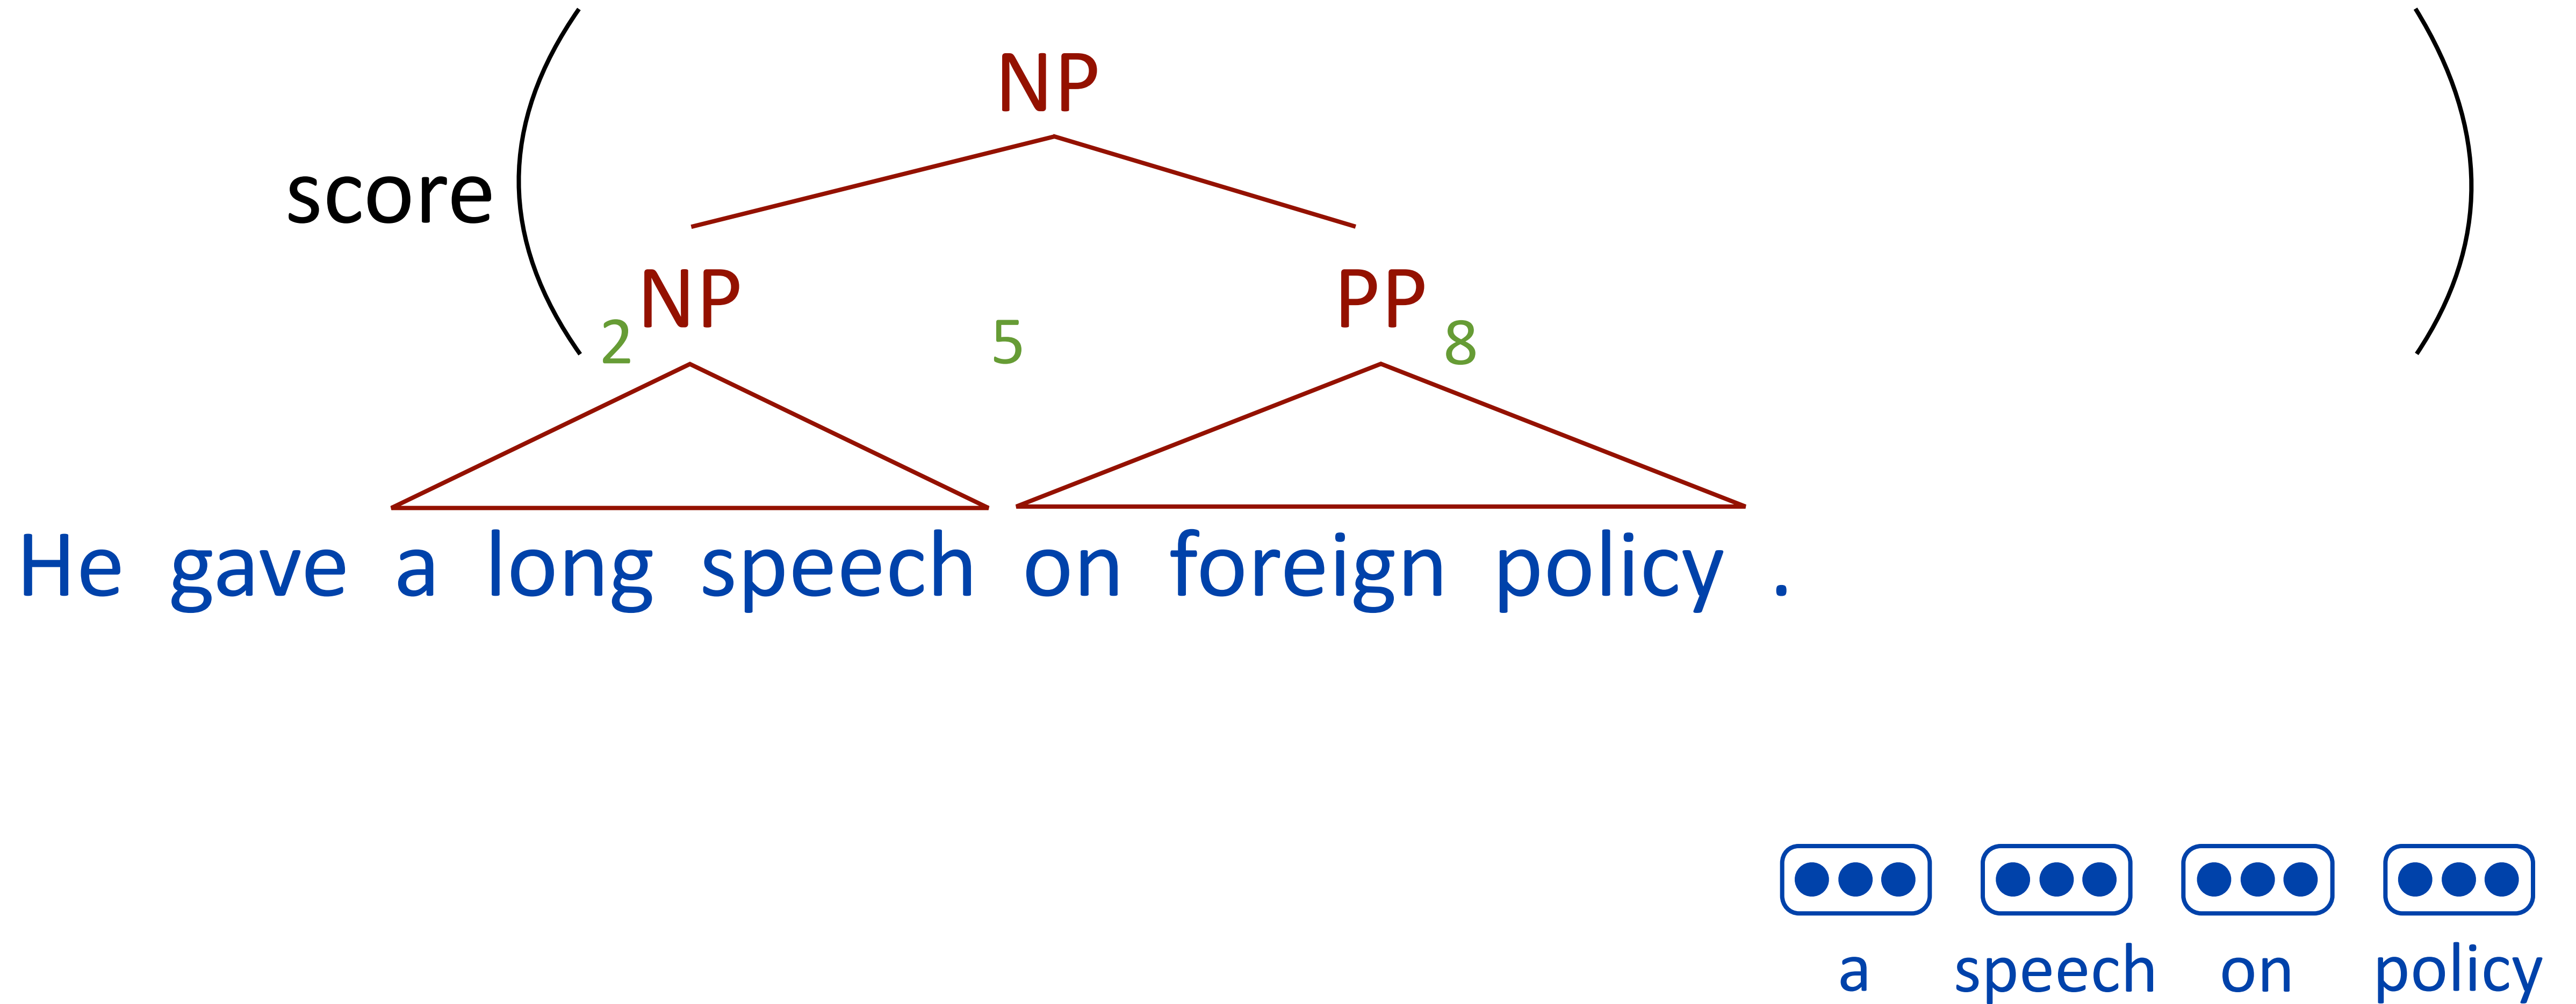 NP
score
NP PP
2 5 8
He gave a long speech on foreign policy .
a speech on policy